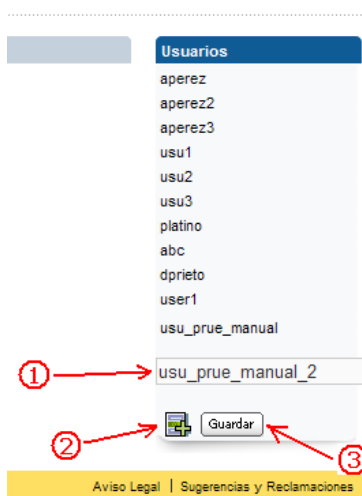 Usuarios
aperez
aperez2
aperez3
usu1
usu2
usu3
platino
abc
dprieto
user1
usu_prue_manual
1
usu_prue_manual_2
2
Guardar
3
Aviso Legal | Sugerencias y Reclamaciones